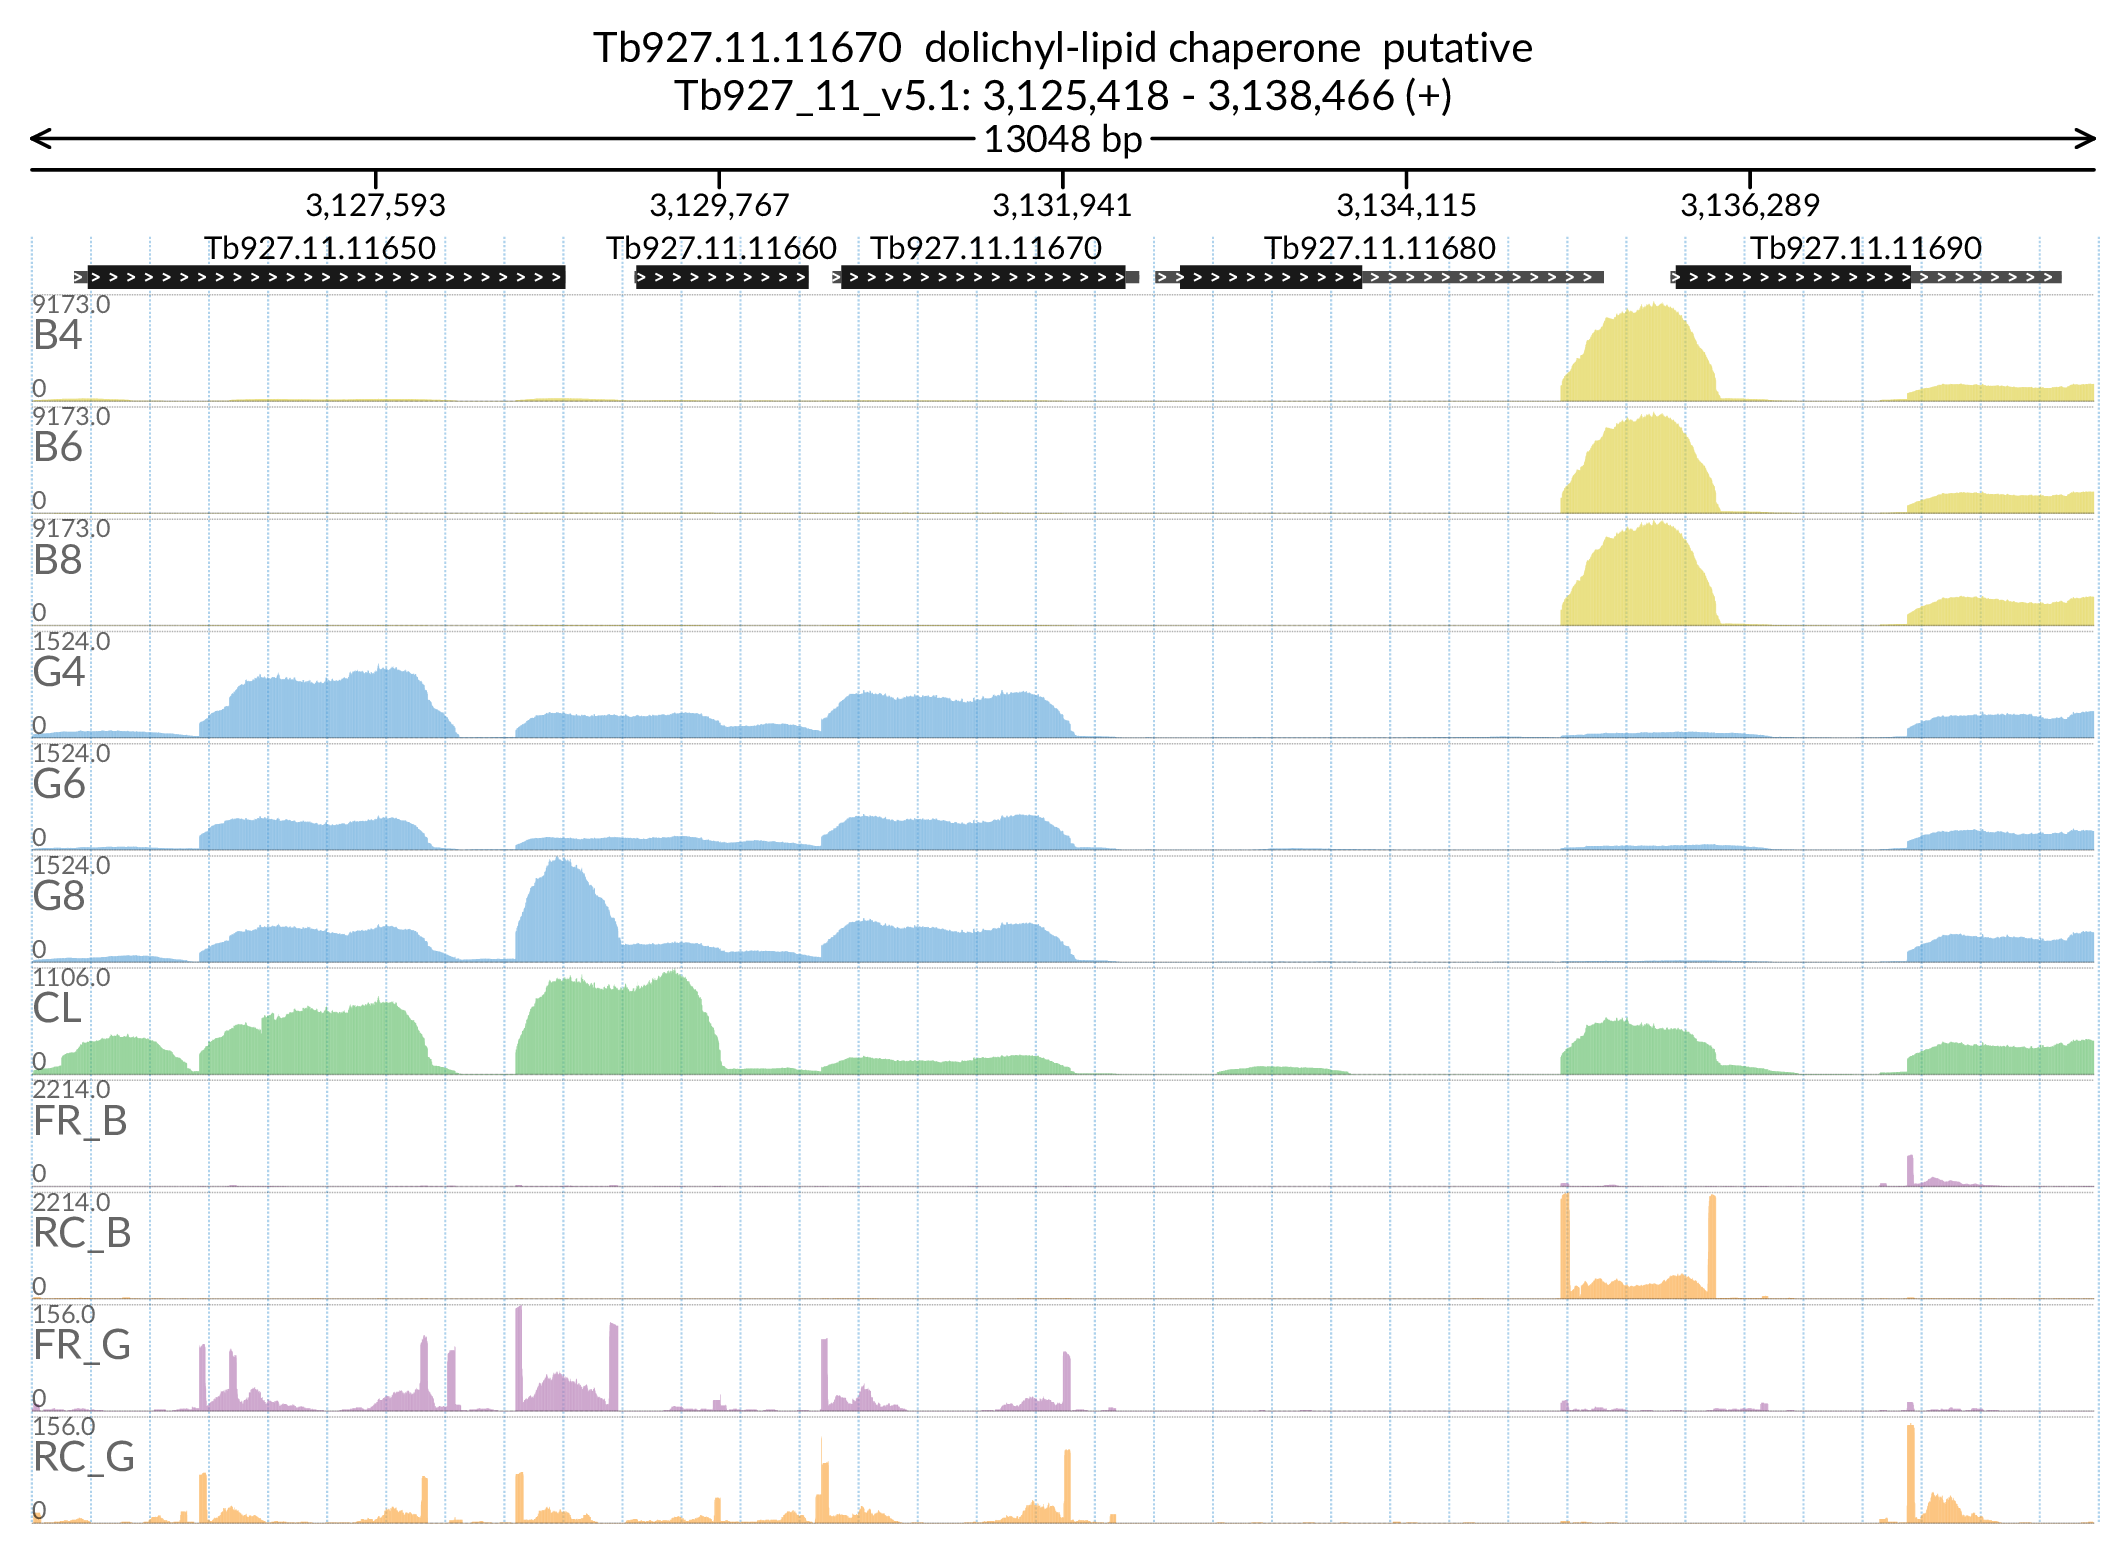 Tb927.11.11670 dolichyl-lipid chaperone putative
Tb927_11_v5.1: 3,125,418 - 3,138,466 (+)
13048 bp
3,127,593 3,129,767 3,131,941 3,134,115 3,136,289
Tb927.11.11650 Tb927.11.11660 Tb927.11.11670 Tb927.11.11680 Tb927.11.11690
9173.0
B4
0
9173.0
B6
0
9173.0
B8
0
1524.0
G4
0
1524.0
G6
0
1524.0
G8
0
1106.0
CL
0
2214.0
FR_B
0
2214.0
RC_B
0
156.0
FR_G
0
156.0
RC_G
0